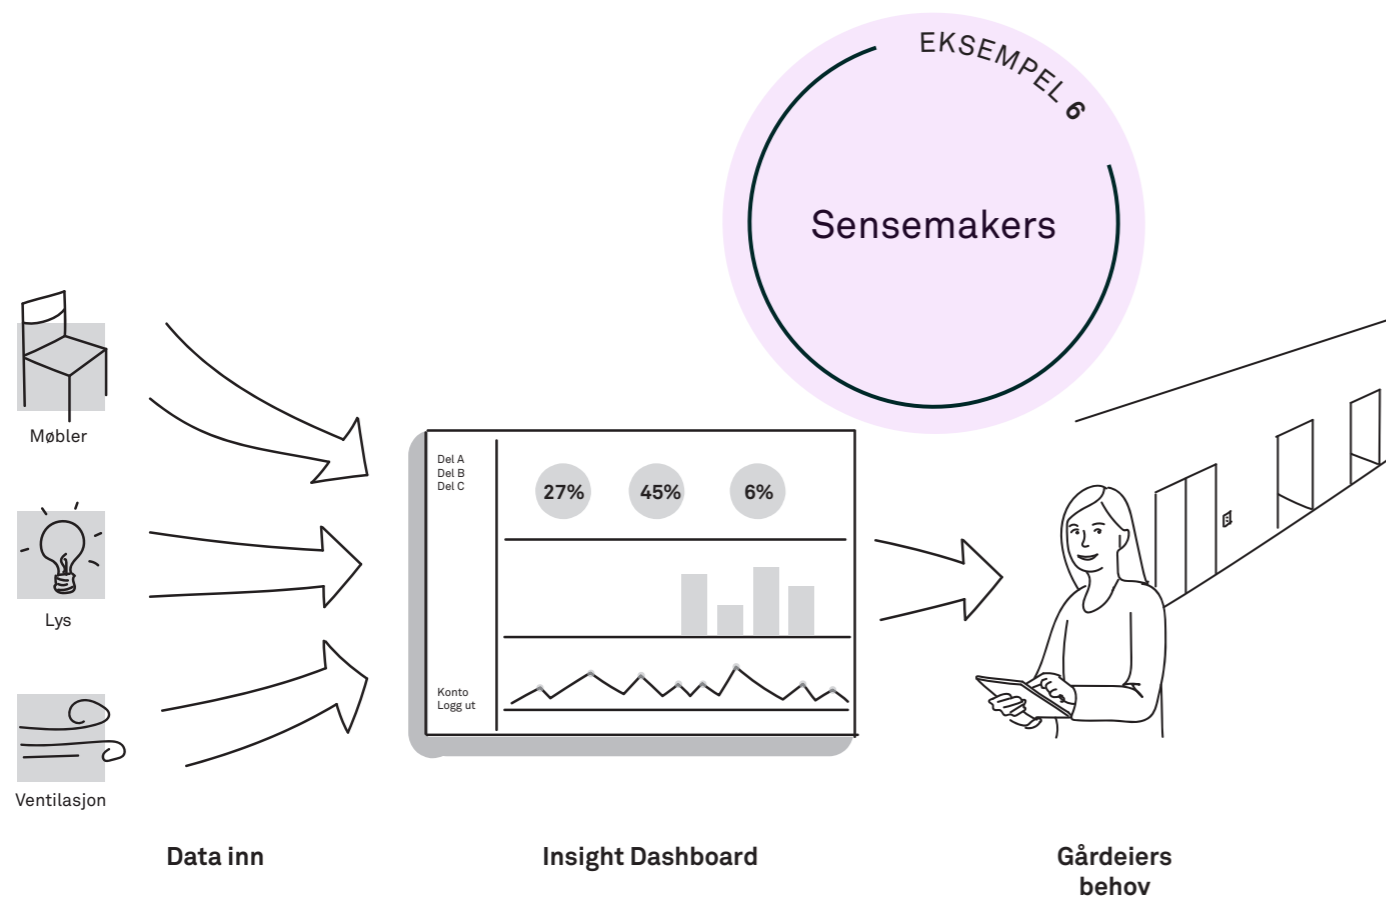 EKSEMPEL 6
Sensemakers
Møbler
Lys
Ventilasjon
Del A
Del B
Del C
27% 45% 6%
Konto
Logg ut
Data inn
Insight Dashboard
Gårdeiers
behov